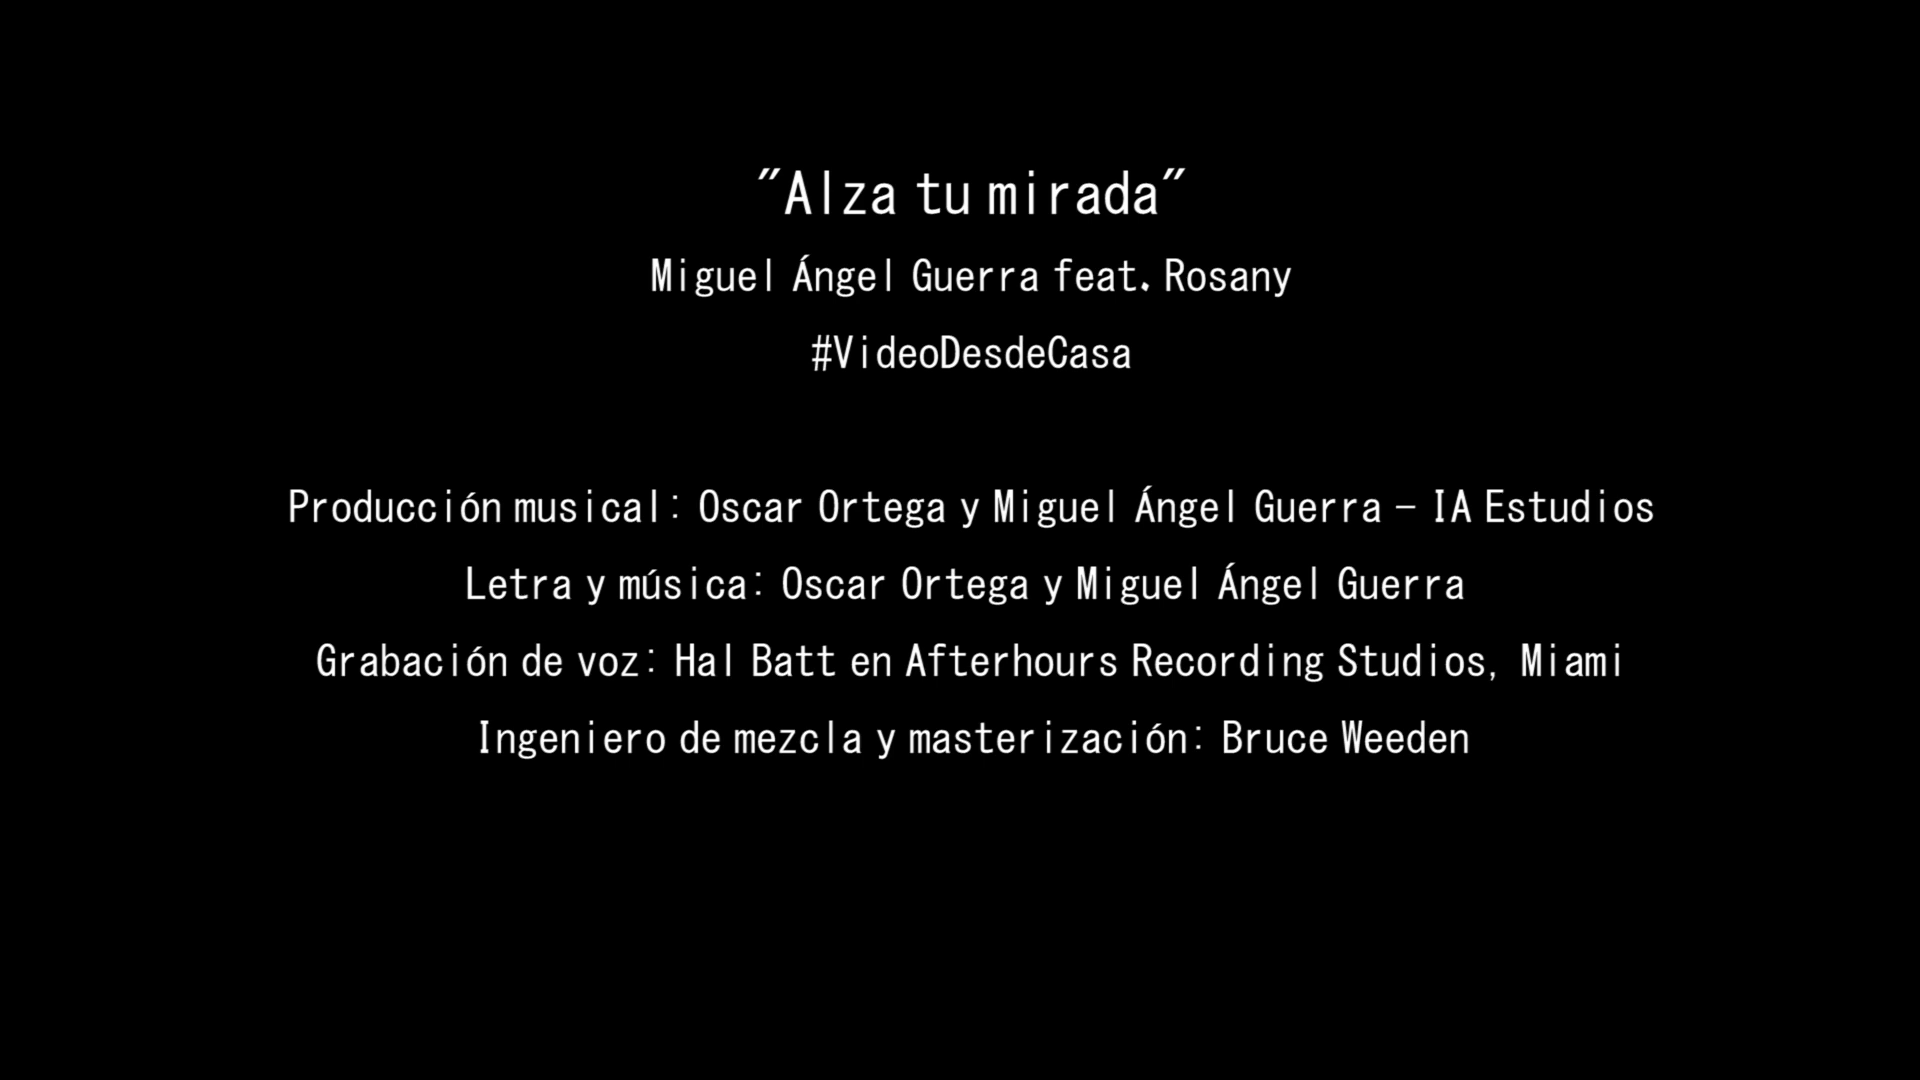 "Alza tu mirada"
Miguel Ángel Guerra feat. Rosany
#VideoDesdeCasa
Producción musical: Oscar Ortega y Miguel Ángel Guerra - IA Estudios
Letra y música: Oscar Ortega y Miguel Ángel Guerra
Grabación de voz: Hal Batt en Afterhours Recording Studios, Miami
Ingeniero de mezcla y masterización: Bruce Weeden